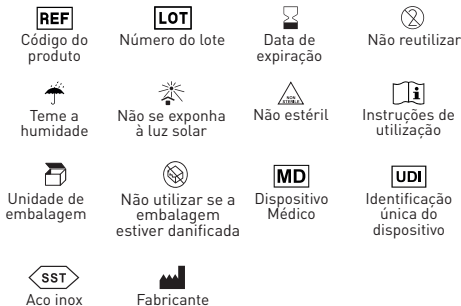 REF LOT
Código do produto
Número do lote
Data de expiração
Não reutilizar
NON STERILE
Teme a humidade
Não se exponha à luz solar
Não estéril
Instruções de utilização
MD UDI
Unidade de embalagem
Não utilizar se a embalagem estiver danificada
Dispositivo Médico
Identificação única do dispositivo
SST
Aco inox
Fabricante